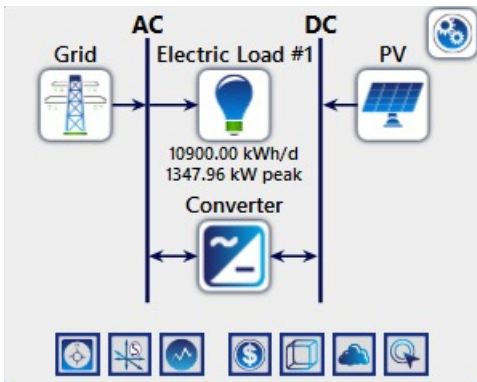 AC
DC
Grid
Electric Load #1
PV
10900.00 kWh/d
1347.96 kW peak
Converter
S
$